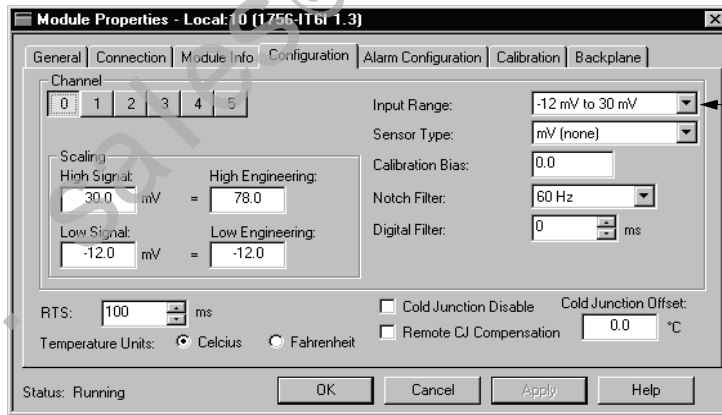 Module Properties - Local:10 (1756-IT6I 1.3)
General Connection Module Info Configuration Alarm Configuration Calibration Backplane
Channel
0 1 2 3 4 5
Input Range: -12 mV to 30 mV
Sensor Type: mV (none)
Calibration Bias: 0.0
Notch Filter: 60 Hz
Digital Filter: 0 ms
Scaling
High Signal: High Engineering:
30.0 mV = 78.0
Low Signal: Low Engineering:
-12.0 mV = -12.0
RTS: 100 ms
Temperature Units: Celcius Fahrenheit
Cold Junction Disable
Remote CJ Compensation
Cold Junction Offset:
0.0 °C
Status: Running
OK Cancel Apply Help
sales@